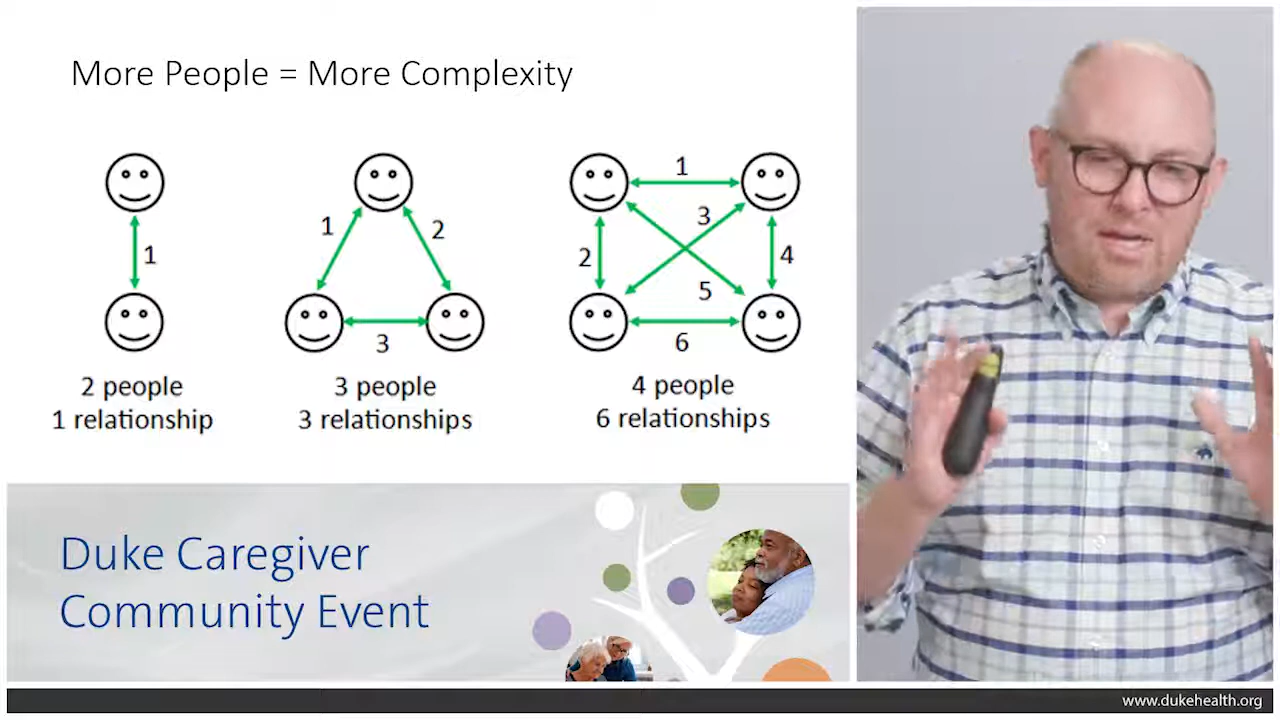 More People = More Complexity
1
2 people
1 relationship
1
2
3
3 people
3 relationships
1
2
3
4
5
6
4 people
6 relationships
Duke Caregiver
Community Event
www.dukehealth.org